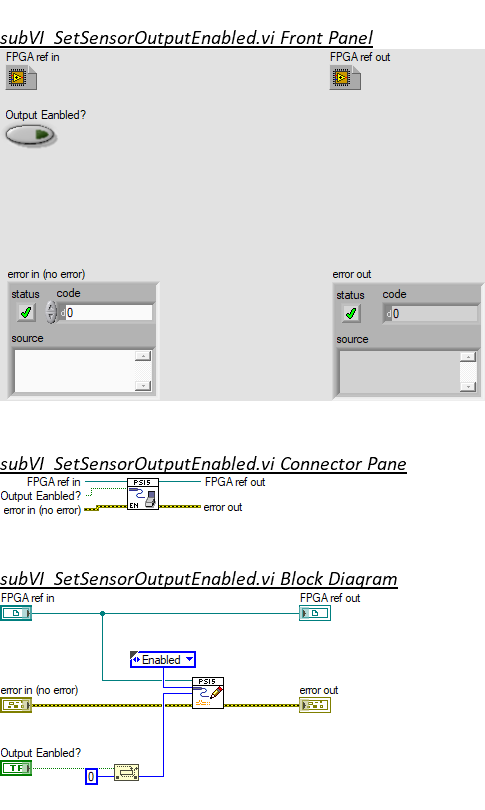 subVI_SetSensorOutputEnabled.vi Front Panel
FPGA ref in
FPGA ref out
Output Eanbled?
error in (no error)
error out
status code
d0
source
status code
d0
source
subVI_SetSensorOutputEnabled.vi Connector Pane
FPGA ref in
PSI5
FPGA ref out
Output Eanbled?
EN
error in (no error)
error out
subVI_SetSensorOutputEnabled.vi Block Diagram
FPGA ref in
FPGA ref out
Enabled
PSI5
error in (no error)
error out
Output Eanbled?
TF
0